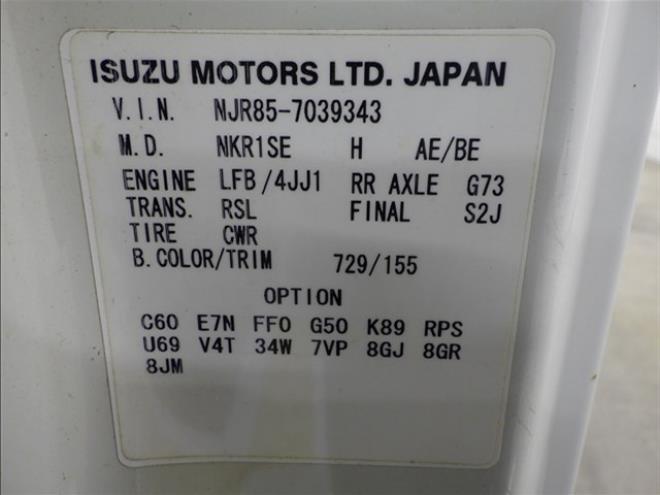 ISUZU MOTORS LTD. JAPAN
V.I.N. NJR85-7039343
M.D. NKR1SE H AE/BE
ENGINE LFB/4JJ1 RR AXLE G73
TRANS. RSL FINAL S2J
TIRE CWR
B.COLOR/TRIM 729/155
OPTION
C60 E7N FF0 G50 K89 RPS
U69 V4T 34W 7VP 8GJ 8GR
8JM